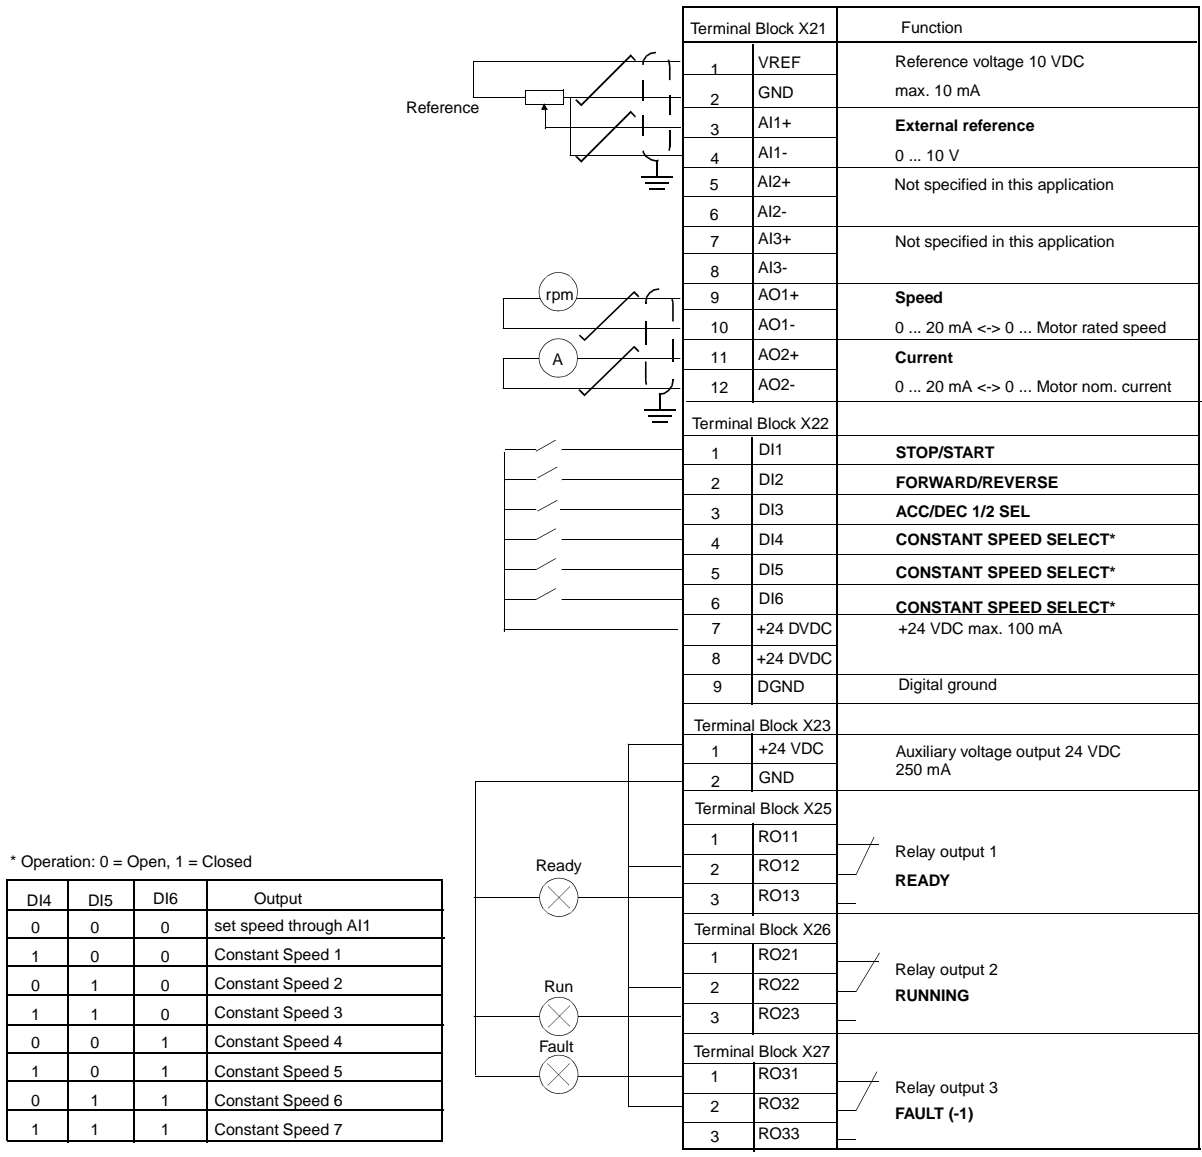 Terminal Block X21 Function
1 VREF Reference voltage 10 VDC
2 GND max. 10 mA
Reference
3 AI1+ External reference
4 AI1- 0 ... 10 V
5 AI2+ Not specified in this application
6 AI2-
7 AI3+ Not specified in this application
8 AI3-
rpm
9 AO1+ Speed
10 AO1- 0 ... 20 mA <-> 0 ... Motor rated speed
A
11 AO2+ Current
12 AO2- 0 ... 20 mA <-> 0 ... Motor nom. current
Terminal Block X22
1 DI1 STOP/START
2 DI2 FORWARD/REVERSE
3 DI3 ACC/DEC 1/2 SEL
4 DI4 CONSTANT SPEED SELECT*
5 DI5 CONSTANT SPEED SELECT*
6 DI6 CONSTANT SPEED SELECT*
7 +24 DVDC +24 VDC max. 100 mA
8 +24 DVDC
9 DGND Digital ground
Terminal Block X23
1 +24 VDC Auxiliary voltage output 24 VDC
2 GND 250 mA
Terminal Block X25
1 RO11 Relay output 1
Ready
2 RO12 READY
3 RO13
Terminal Block X26
1 RO21 Relay output 2
Run
2 RO22 RUNNING
3 RO23
Fault
Terminal Block X27
1 RO31 Relay output 3
2 RO32 FAULT (-1)
3 RO33
* Operation: 0 = Open, 1 = Closed
DI4 DI5 DI6 Output
0 0 0 set speed through AI1
1 0 0 Constant Speed 1
0 1 0 Constant Speed 2
1 1 0 Constant Speed 3
0 0 1 Constant Speed 4
1 0 1 Constant Speed 5
0 1 1 Constant Speed 6
1 1 1 Constant Speed 7